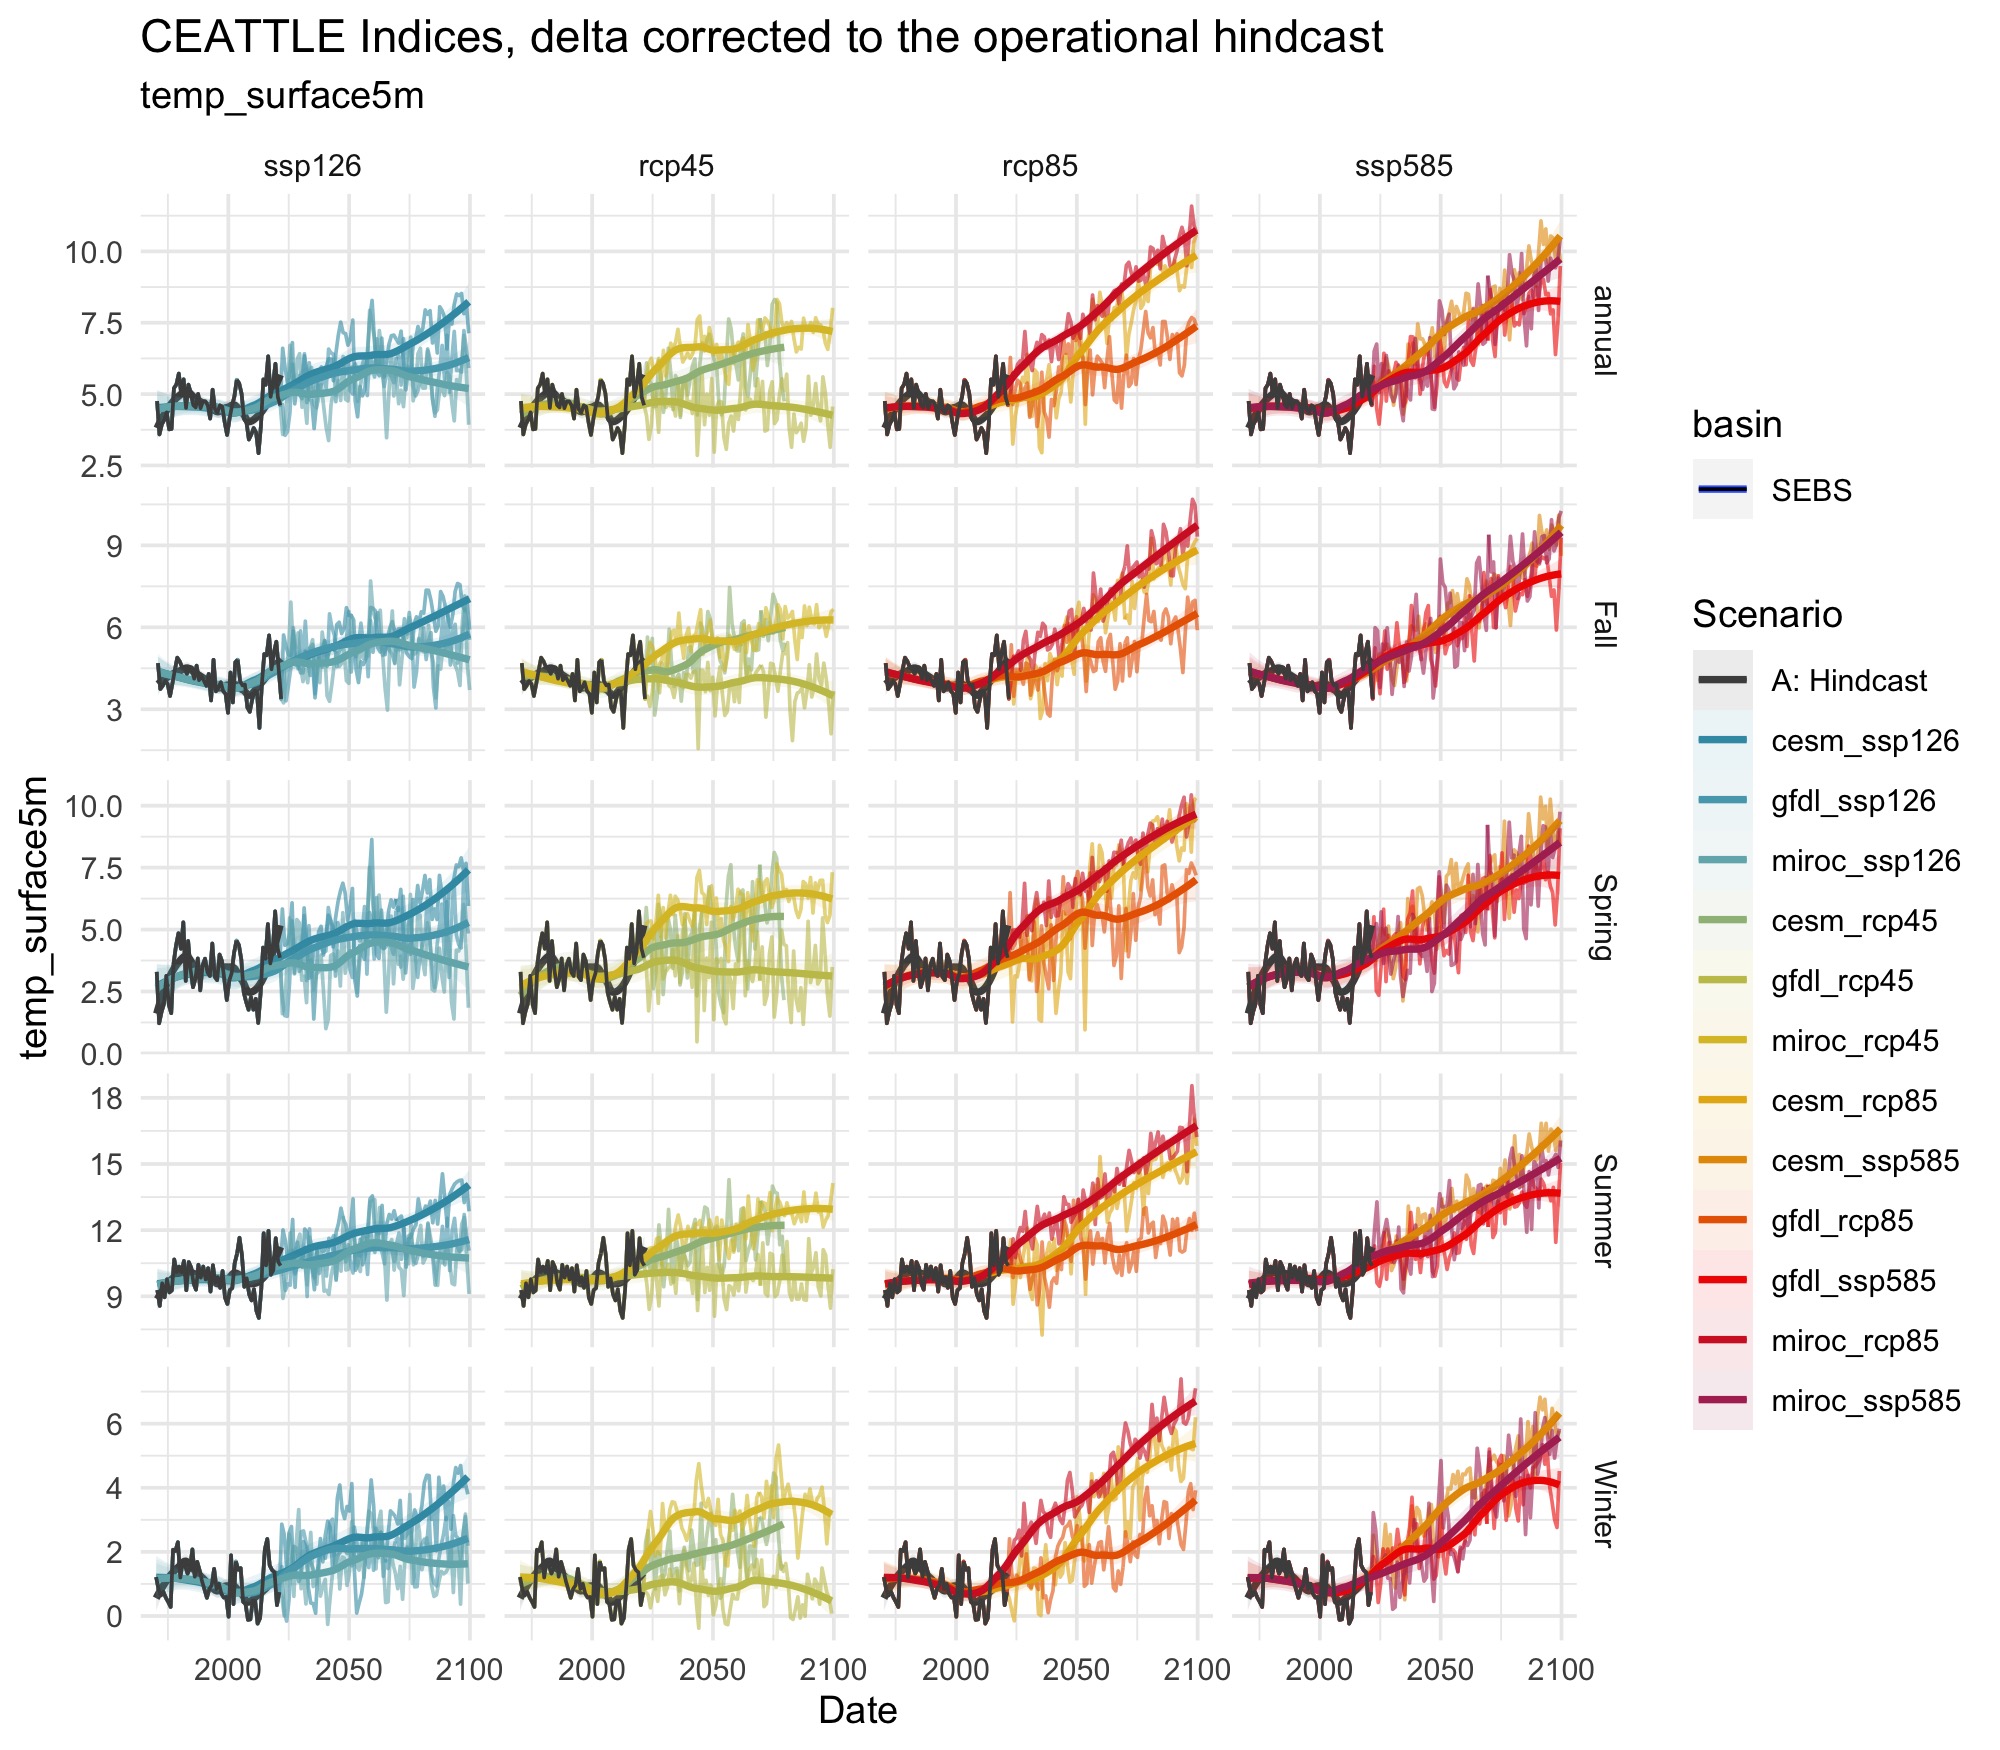 CEATTLE Indices, delta corrected to the operational hindcast
temp_surface5m
ssp126 rcp45 rcp85 ssp585
10.0
7.5
5.0
2.5
annual
9
6
3
Fall
10.0
7.5
5.0
2.5
0.0
Spring
18
15
12
9
Summer
6
4
2
0
Winter
temp_surface5m
2000 2050 2100 2000 2050 2100 2000 2050 2100 2000 2050 2100
Date
basin
SEBS
Scenario
A: Hindcast
cesm_ssp126
gfdl_ssp126
miroc_ssp126
cesm_rcp45
gfdl_rcp45
miroc_rcp45
cesm_rcp85
cesm_ssp585
gfdl_rcp85
gfdl_ssp585
miroc_rcp85
miroc_ssp585